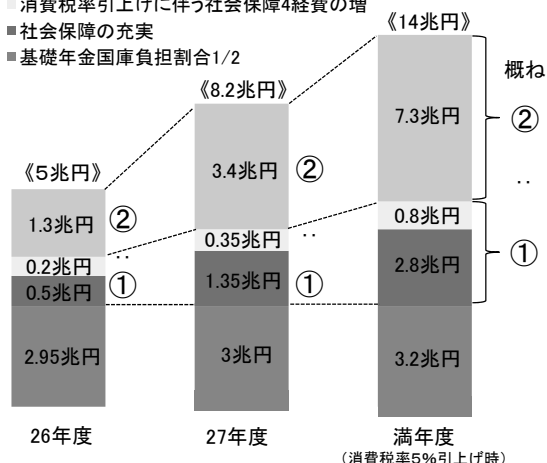 消費税率引上げに伴う社会保障4経費の増
■社会保障の充実
■基礎年金国庫負担割合1/2
《5兆円》
《8.2兆円》
《14兆円》
概ね
1.3兆円 ②
0.2兆円 ‥
0.5兆円 ①
2.95兆円
3.4兆円 ②
0.35兆円 ‥
1.35兆円 ①
3兆円
7.3兆円 ②
‥
0.8兆円
2.8兆円 ①
3.2兆円
26年度
27年度
満年度
(消費税率5%引上げ時)